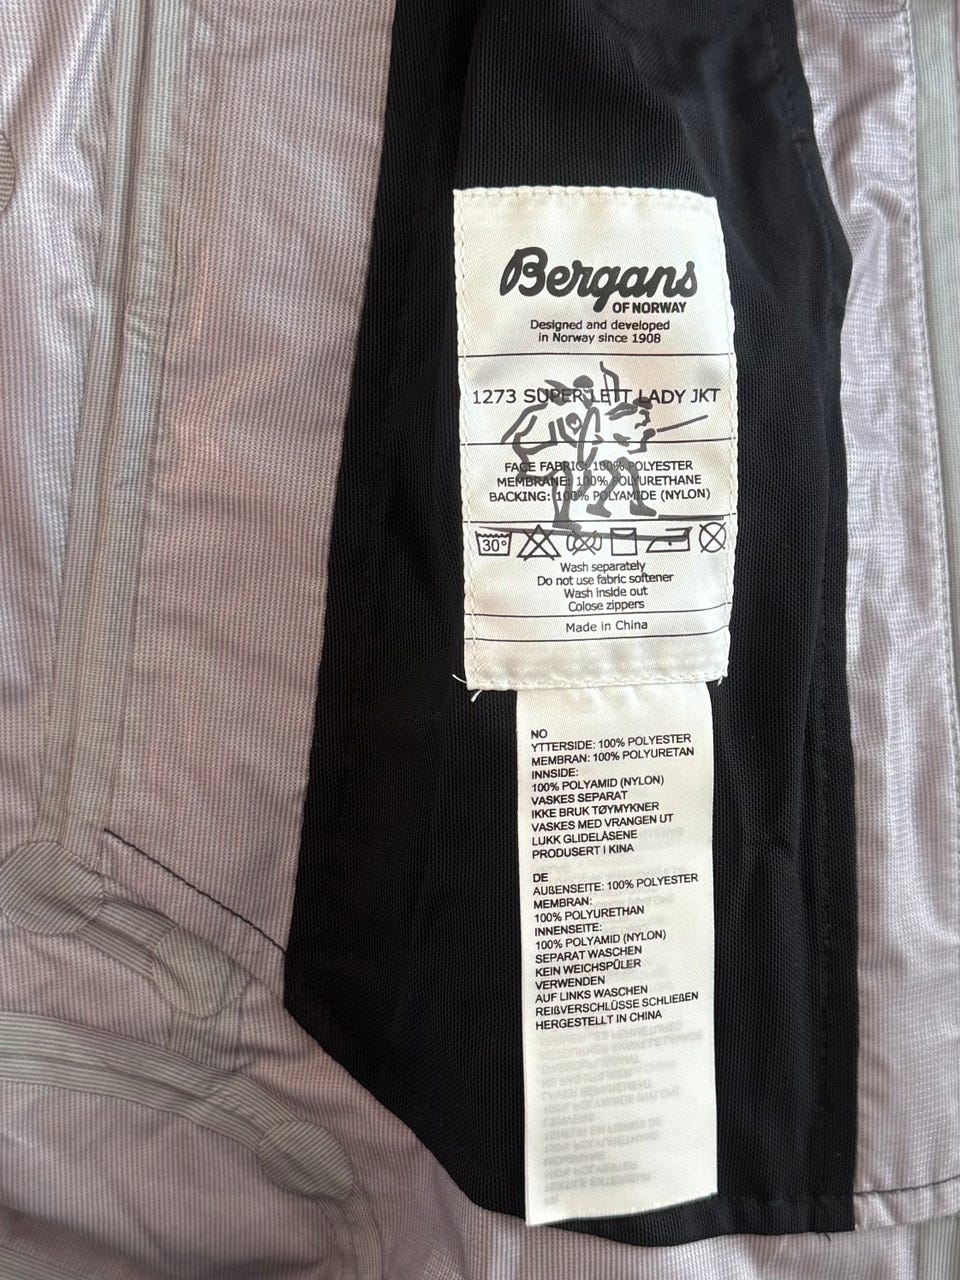 Bergans
OF NORWAY
Designed and developed
in Norway since 1908
1273 SUPER LETT LADY JKT
FACE FABRIC: 100% POLYESTER
MEMBRANE: 100% POLYURETHANE
BACKING: 100% POLYAMIDE (NYLON)
30°
Wash separately
Do not use fabric softener
Wash inside out
Colose zippers
Made in China
NO
YTTERSIDE: 100% POLYESTER
MEMBRAN: 100% POLYURETAN
INNSIDE:
100% POLYAMID (NYLON)
VASKES SEPARAT
IKKE BRUK TØYMYKNER
VASKES MED VRANGEN UT
LUKK GLIDELÅSENE
PRODUSERT I KINA
DE
AUßENSEITE: 100% POLYESTER
MEMBRAN:
100% POLYURETHAN
INNENSEITE:
100% POLYAMID (NYLON)
SEPARAT WASCHEN
KEIN WEICHSPÜLER
VERWENDEN
AUF LINKS WASCHEN
REIßVERSCHLÜSSE SCHLIEßEN
HERGESTELLT IN CHINA